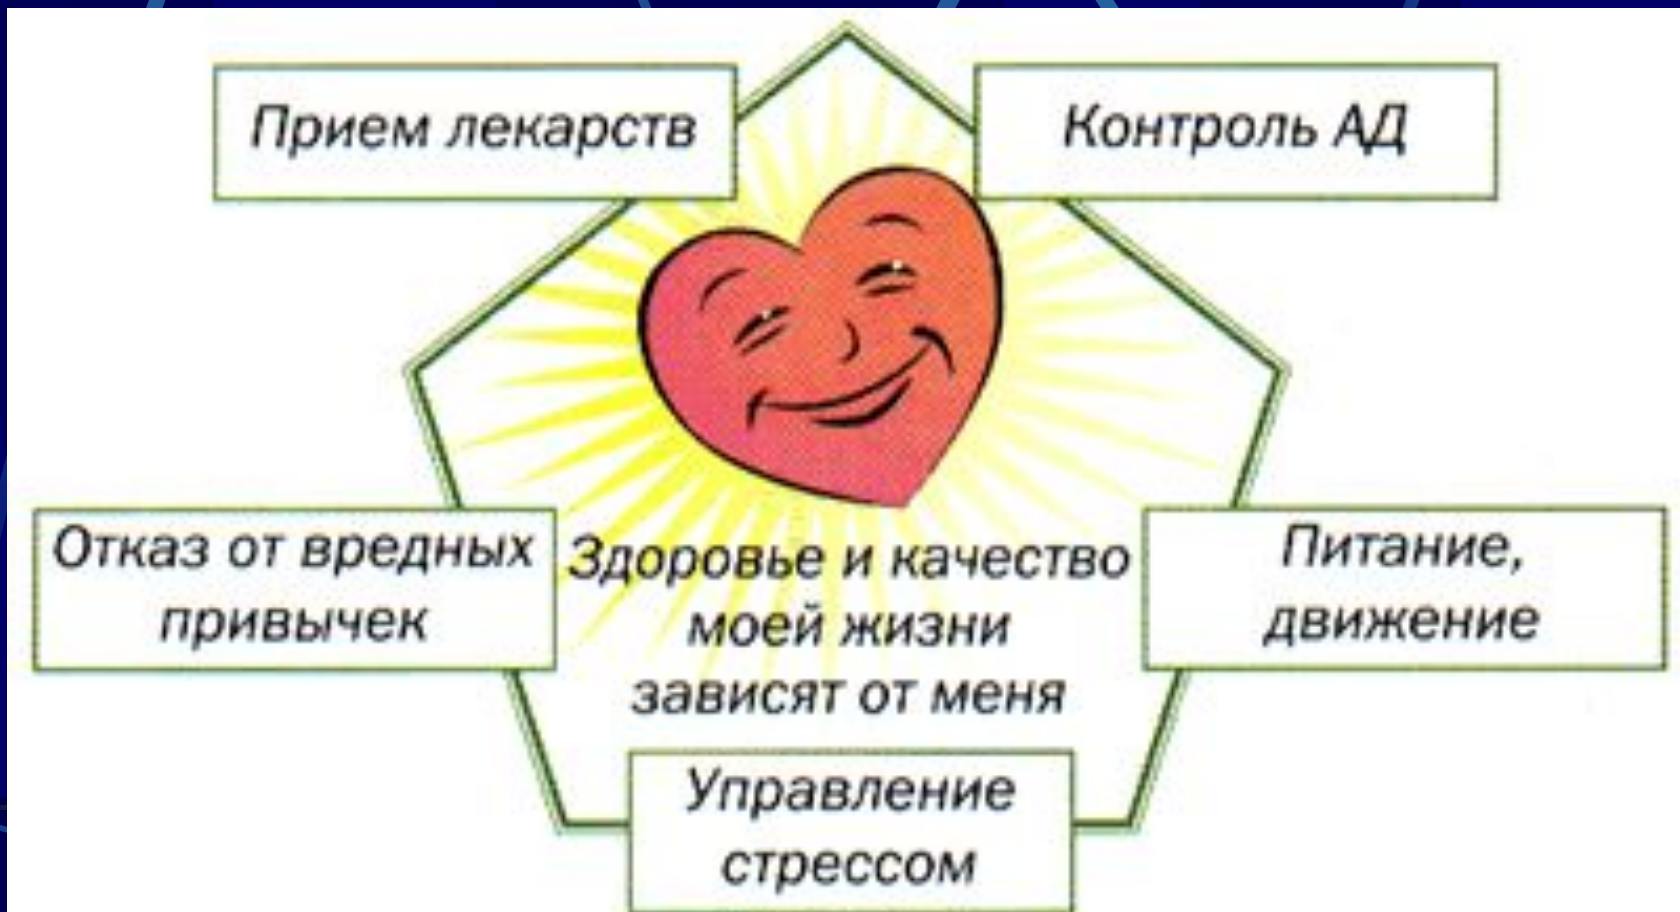 Прием лекарств
Контроль АД
Отказ от вредных
привычек
Здоровье и качество
моей жизни
зависят от меня
Питание,
движение
Управление
стрессом